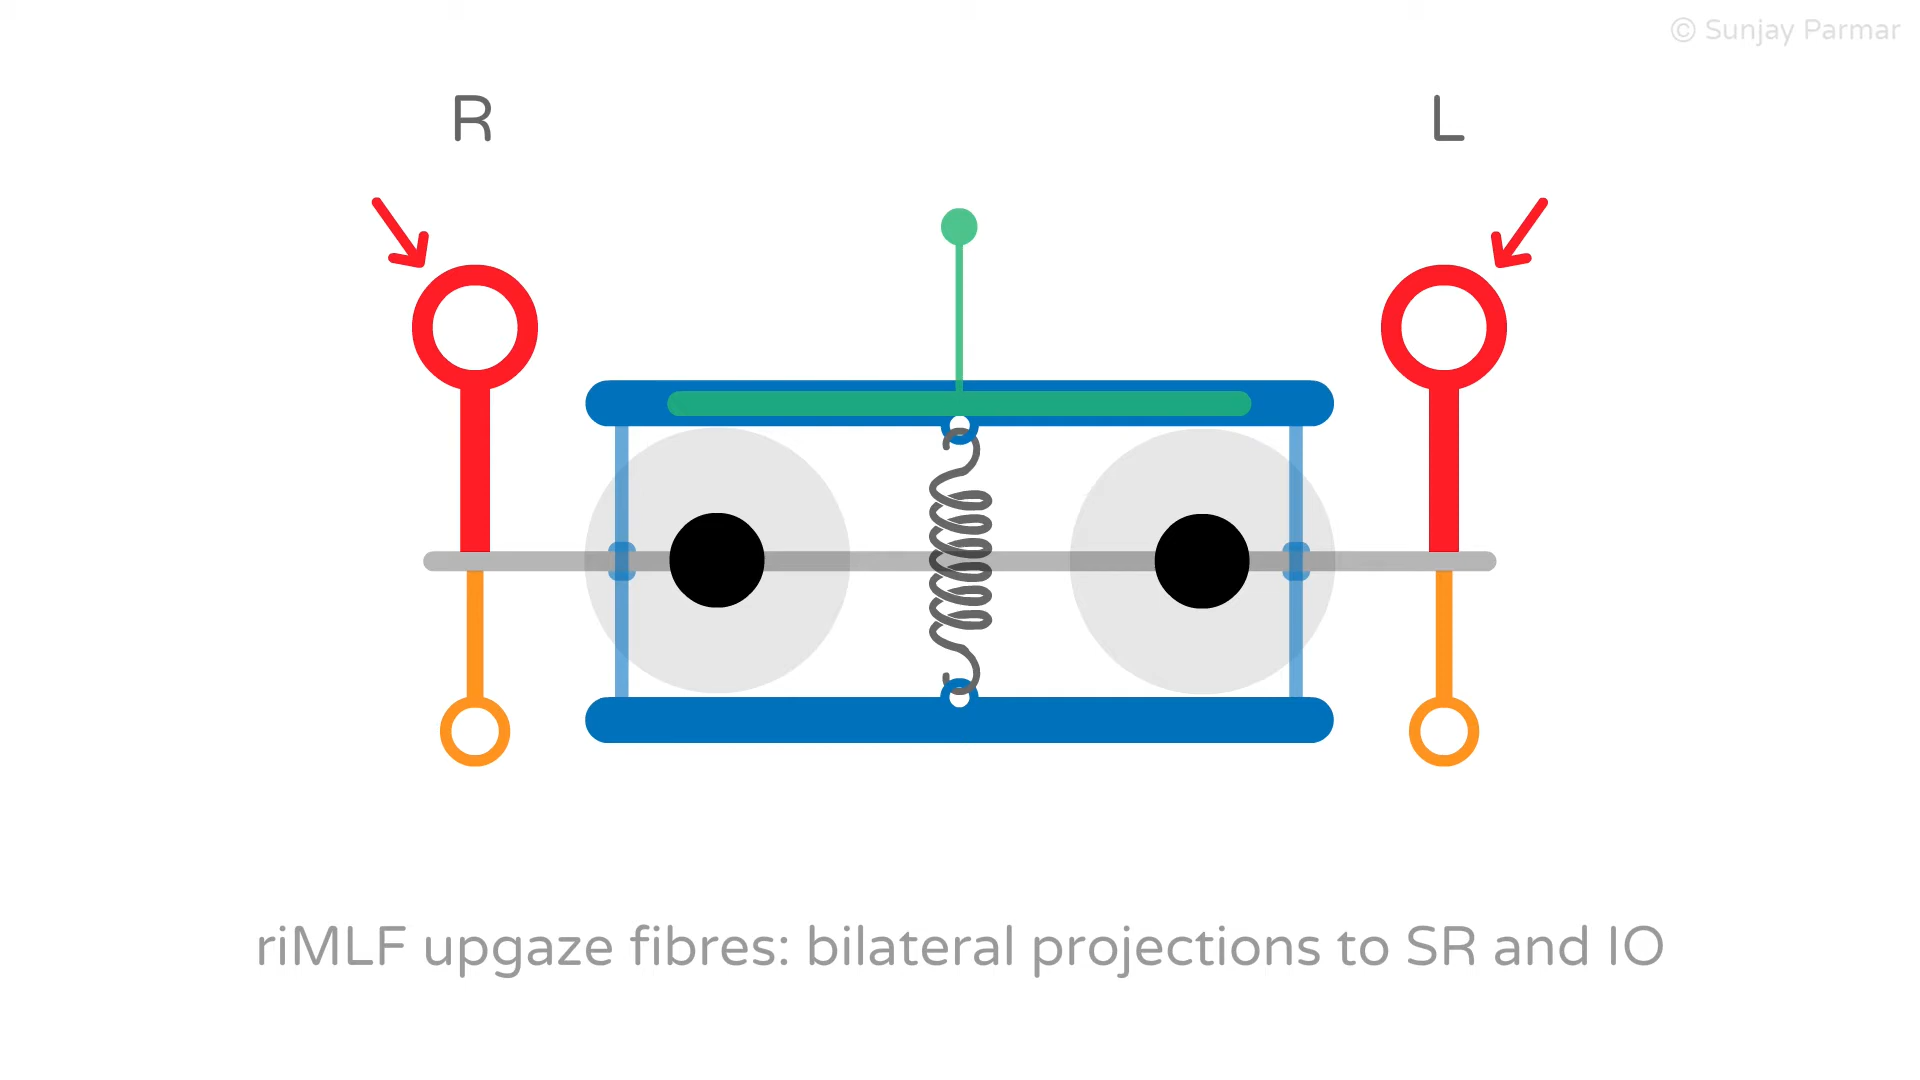 © Sunjay Parmar
R
L
riMLF upgaze fibres: bilateral projections to SR and IO